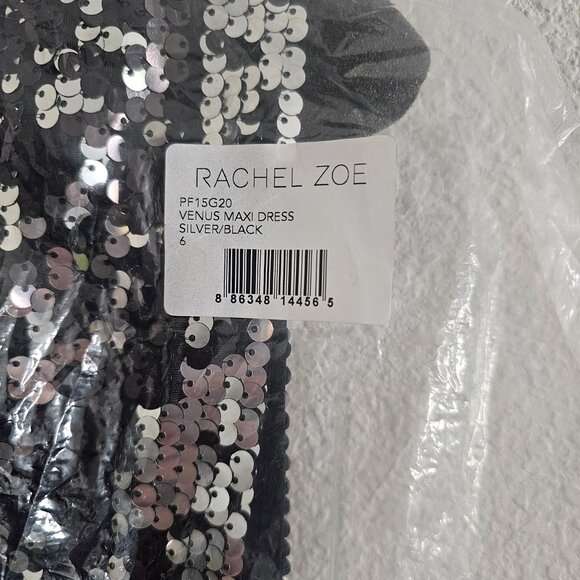 RACHEL ZOE
PF15G20
VENUS MAXI DRESS
SILVER/BLACK
6
8 86348 14456 5